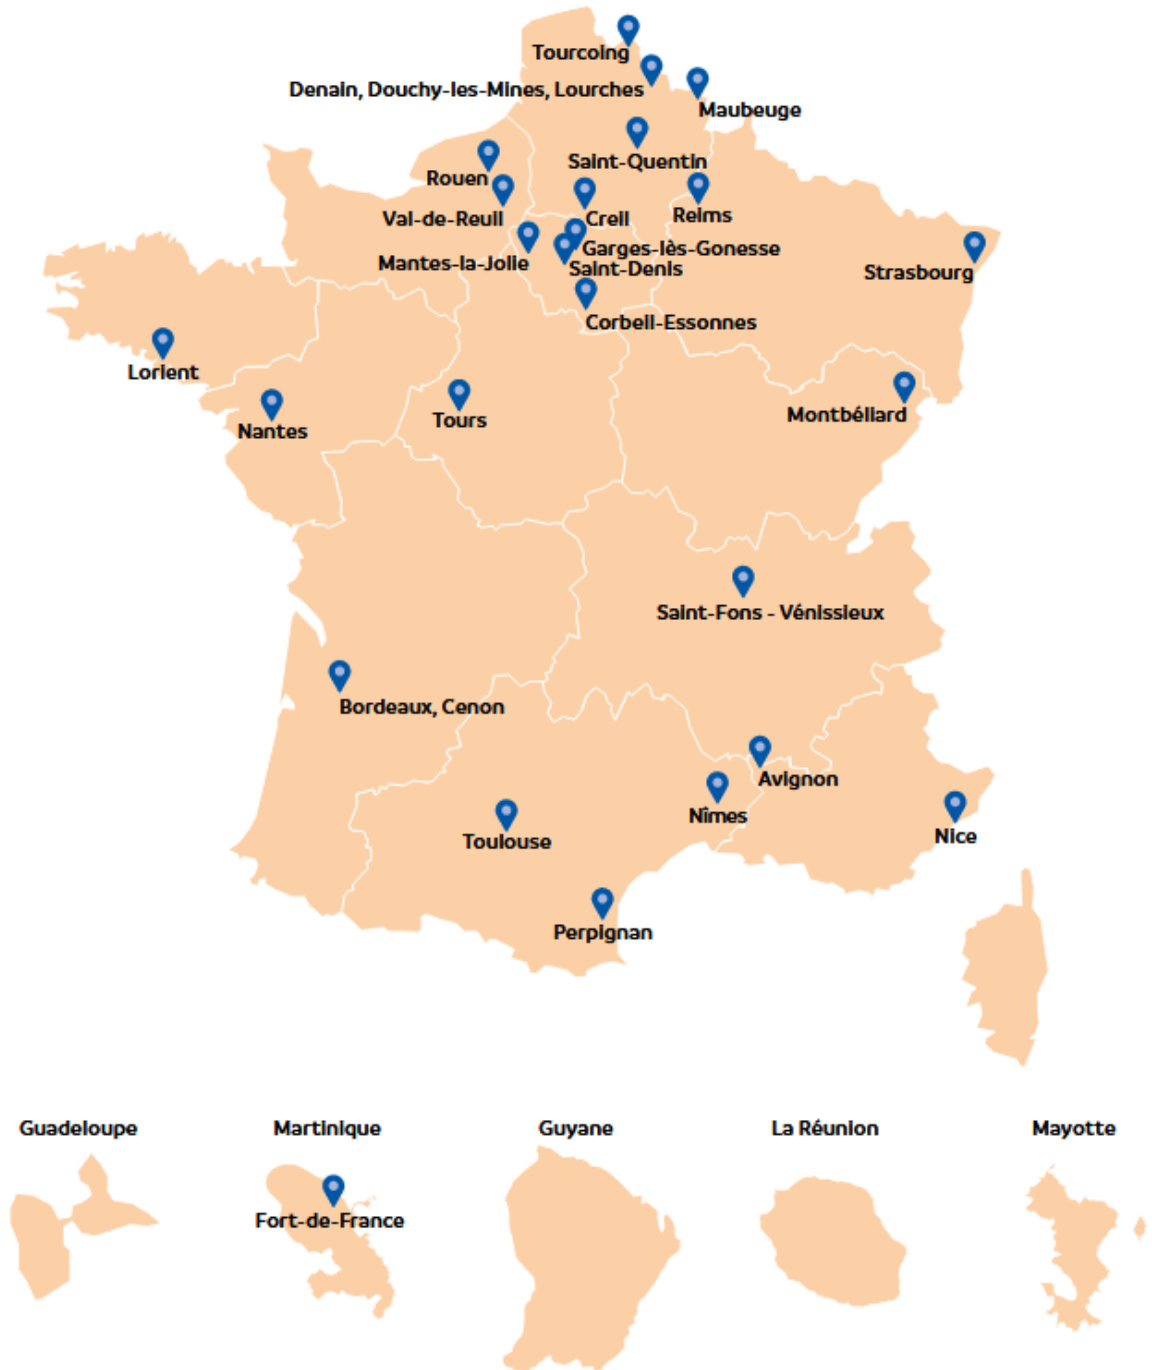 Tourcoing
Denain, Douchy-les-Mines, Lourches
Maubeuge
Saint-Quentin
Rouen
Val-de-Reuil
Creil
Reims
Mantes-la-Jolie
Garges-lès-Gonesse
Saint-Denis
Strasbourg
Corbeil-Essonnes
Lorient
Nantes
Tours
Montbéliard
Saint-Fons - Vénissieux
Bordeaux, Cenon
Avignon
Nîmes
Toulouse
Nice
Perpignan
Guadeloupe
Martinique
Guyane
La Réunion
Mayotte
Fort-de-France